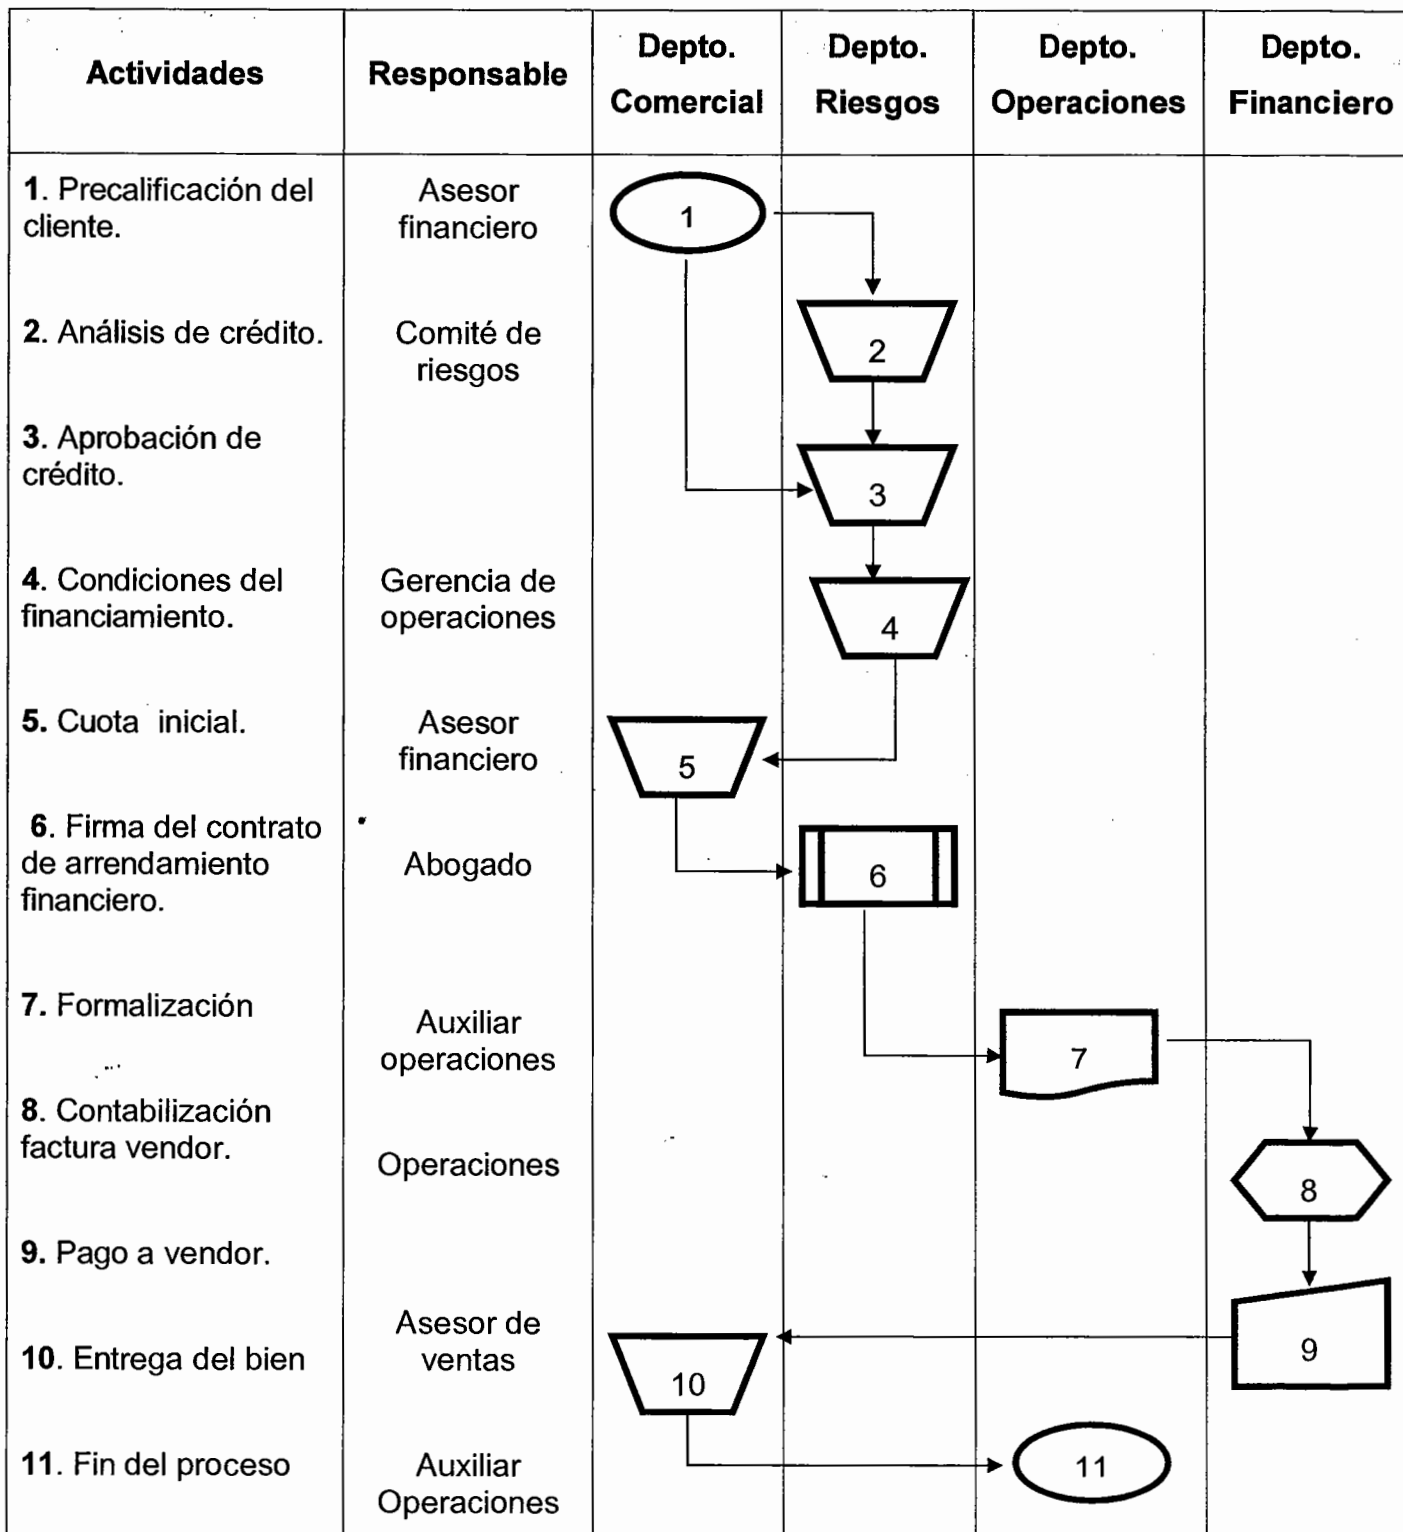 Actividades
Responsable
Depto.
Comercial
Depto.
Riesgos
Depto.
Operaciones
Depto.
Financiero
1. Precalificación del
cliente.
Asesor
financiero
1
2. Análisis de crédito.
Comité de
riesgos
2
3. Aprobación de
crédito.
3
4. Condiciones del
financiamiento.
Gerencia de
operaciones
4
5. Cuota inicial.
Asesor
financiero
5
6. Firma del contrato
de arrendamiento
financiero.
Abogado
6
7. Formalización
Auxiliar
operaciones
7
8. Contabilización
factura vendor.
Operaciones
8
9. Pago a vendor.
9
10. Entrega del bien
Asesor de
ventas
10
11. Fin del proceso
Auxiliar
Operaciones
11